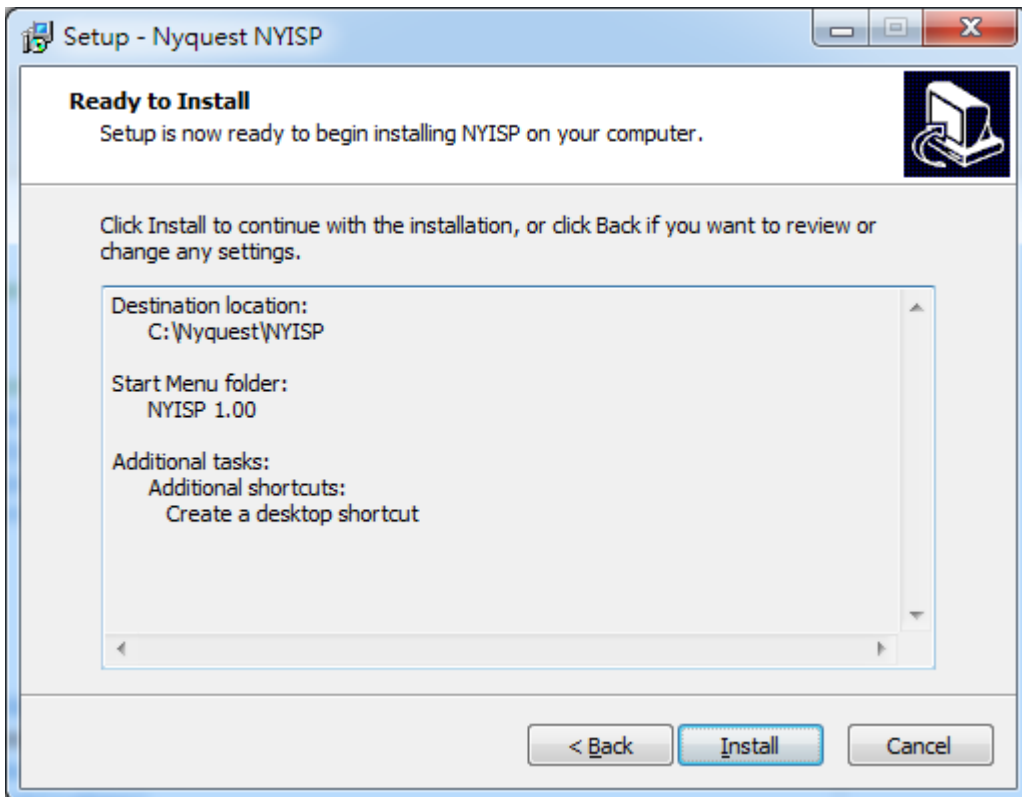 Setup - Nyquest NYISP
Ready to Install
Setup is now ready to begin installing NYISP on your computer.
Click Install to continue with the installation, or click Back if you want to review or
change any settings.
Destination location:
C:\Nyquest\NYISP
Start Menu folder:
NYISP 1.00
Additional tasks:
Additional shortcuts:
Create a desktop shortcut
< Back
Install
Cancel